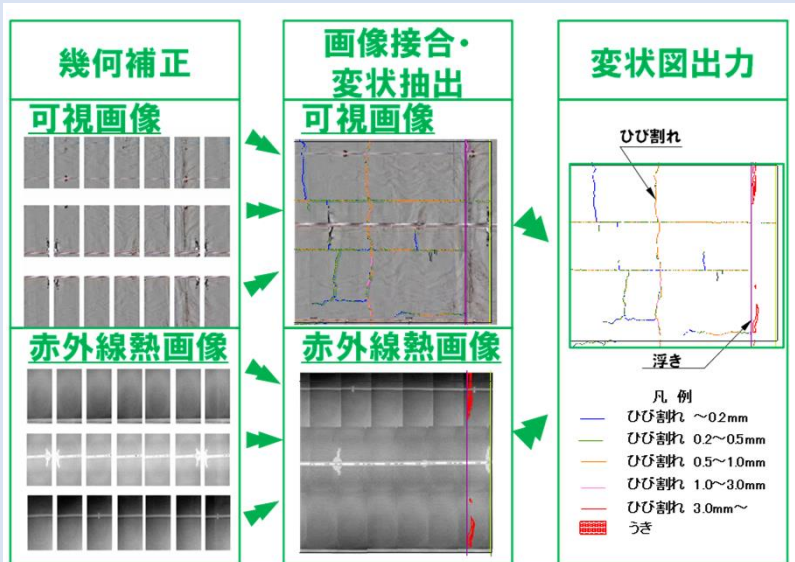 幾何補正
可視画像
赤外線熱画像
画像接合・
変状抽出
可視画像
赤外線熱画像
変状図出力
ひび割れ
浮き
凡 例
ひび割れ ～0.2mm
ひび割れ 0.2～0.5mm
ひび割れ 0.5～1.0mm
ひび割れ 1.0～3.0mm
ひび割れ 3.0mm～
うき